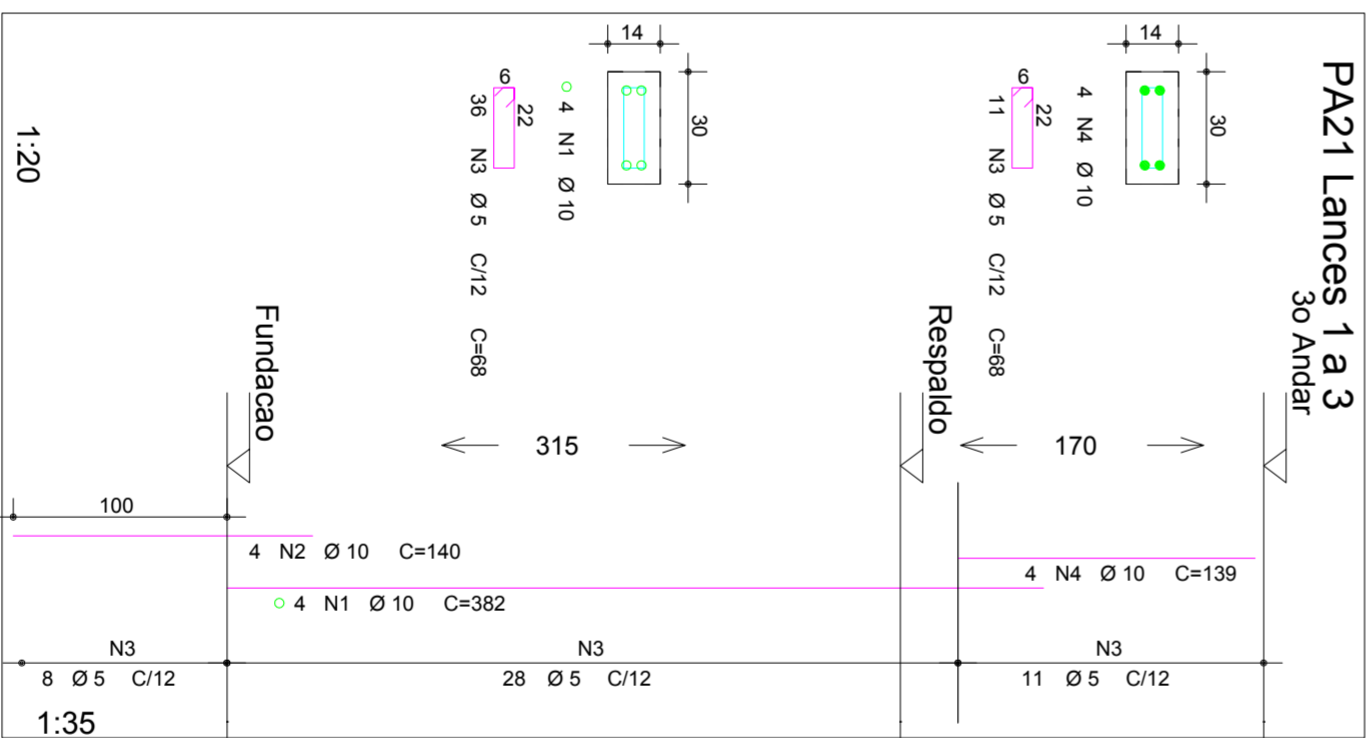 PA21 Lances 1 a 3
3o Andar
14
30
4 N4 Ø 10
6
22
11 N3 Ø 5 C/12 C=68
14
30
4 N1 Ø 10
6
22
36 N3 Ø 5 C/12 C=68
1:20
Fundacao
Respaldo
315
170
100
4 N2 Ø 10 C=140
4 N4 Ø 10 C=139
4 N1 Ø 10 C=382
N3
8 Ø 5 C/12
N3
28 Ø 5 C/12
N3
11 Ø 5 C/12
1:35